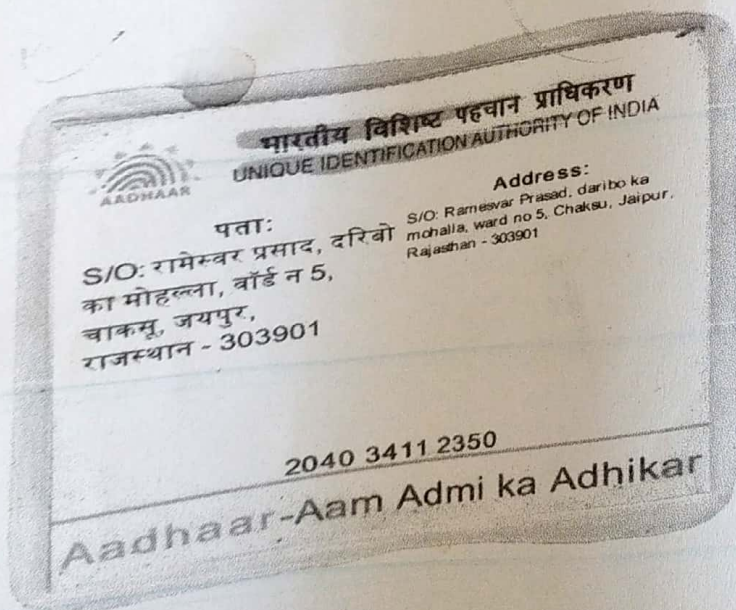 भारतीय विशिष्ट पहचान प्राधिकरण
UNIQUE IDENTIFICATION AUTHORITY OF INDIA
AADHAAR
पता:
S/O: रामेस्वर प्रसाद, दरिबो
का मोहल्ला, वॉर्ड न 5,
चाकसू, जयपुर,
राजस्थान - 303901
Address:
S/O: Ramesvar Prasad, daribo ka
mohalla, ward no 5, Chaksu, Jaipur,
Rajasthan - 303901
2040 3411 2350
Aadhaar-Aam Admi ka Adhikar